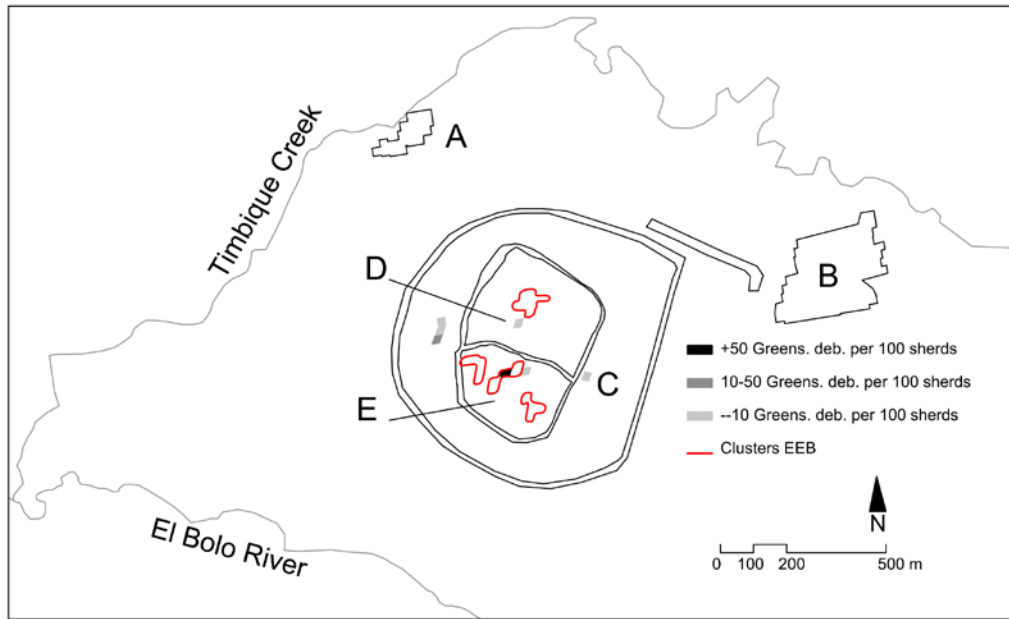 Timbique Creek
A
B
D
C
E
+50 Greens. deb. per 100 sherds
10-50 Greens. deb. per 100 sherds
--10 Greens. deb. per 100 sherds
Clusters EEB
El Bolo River
N
0 100 200 500 m